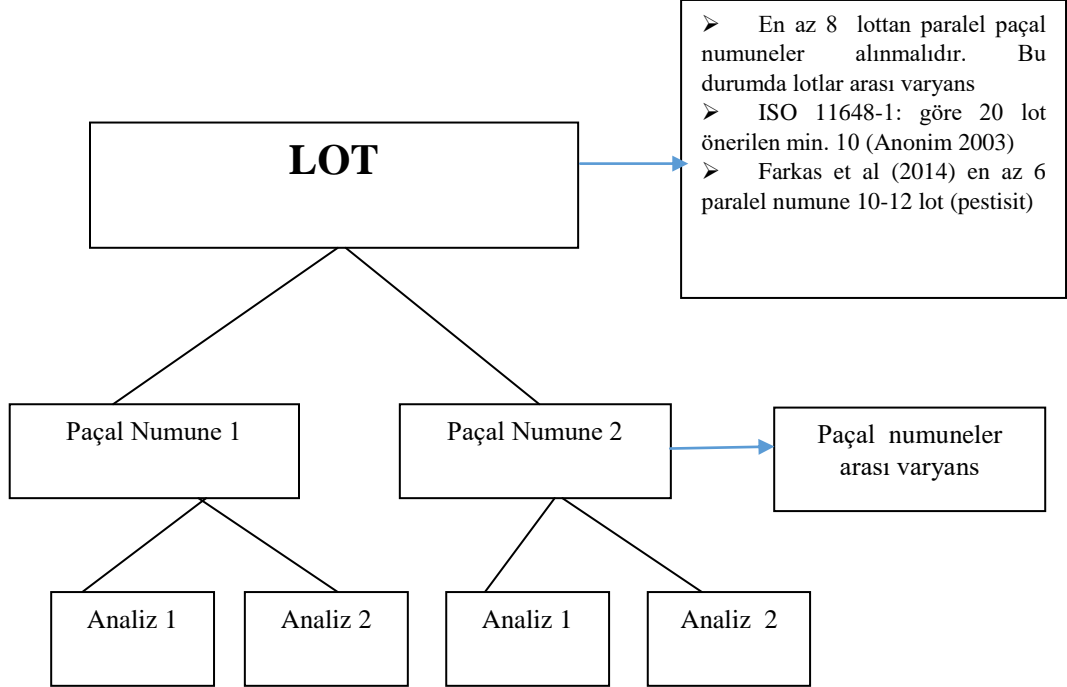 ➢ En az 8 lottan paralel paçal
numuneler alınmalıdır. Bu
durumda lotlar arası varyans
➢ ISO 11648-1: göre 20 lot
önerilen min. 10 (Anonim 2003)
➢ Farkas et al (2014) en az 6
paralel numune 10-12 lot (pestisit)
LOT
Paçal Numune 1
Paçal Numune 2
Paçal numuneler
arası varyans
Analiz 1
Analiz 2
Analiz 1
Analiz 2